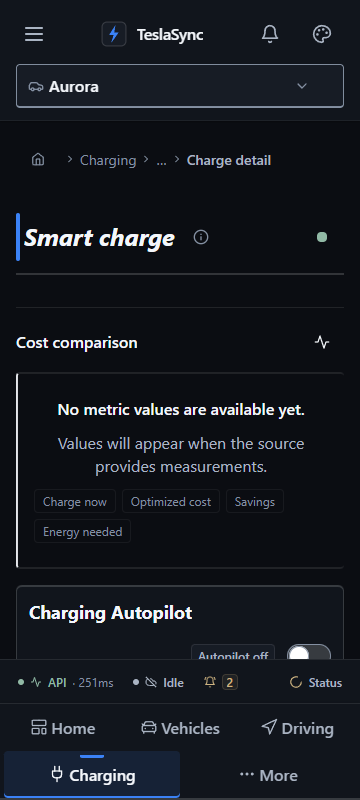 TeslaSync
Aurora
Charging
...
Charge detail
Smart charge
Cost comparison
No metric values are available yet.
Values will appear when the source
provides measurements.
Charge now
Optimized cost
Savings
Energy needed
Charging Autopilot
Autopilot off
API · 251ms
Idle
2
Status
Home
Vehicles
Driving
Charging
More